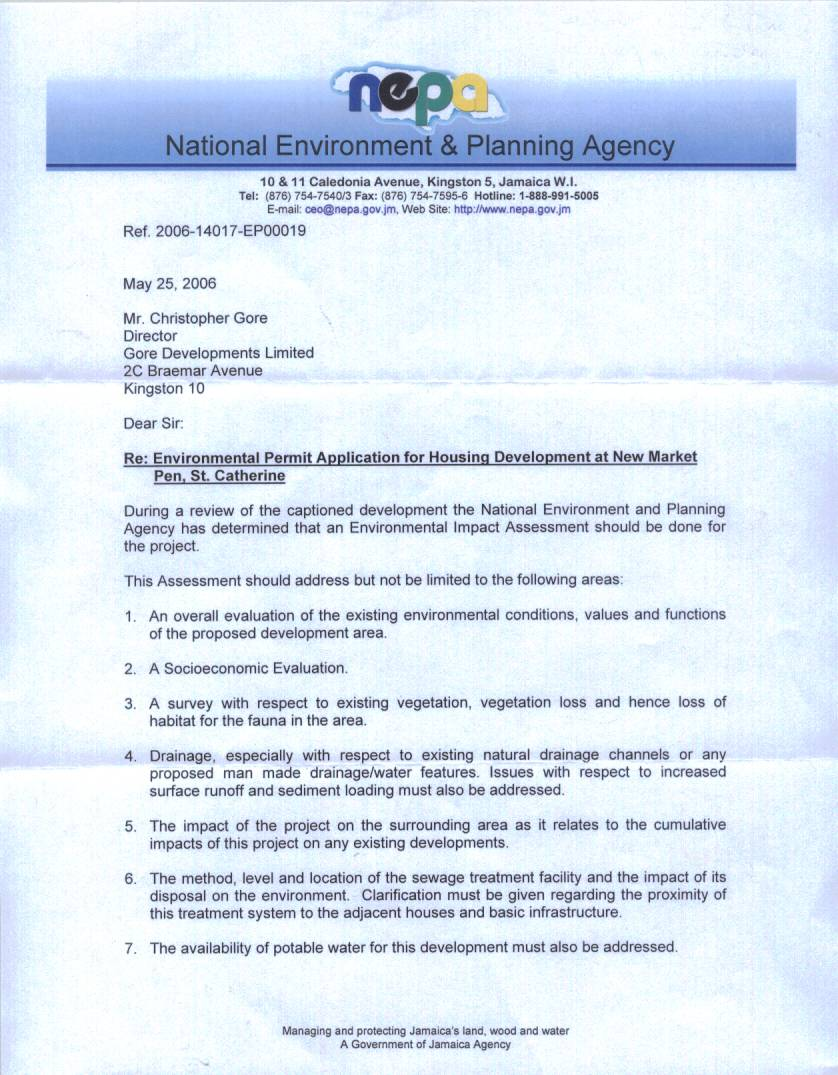 nepa
National Environment & Planning Agency
10 & 11 Caledonia Avenue, Kingston 5, Jamaica W.I.
Tel: (876) 754-7540/3 Fax: (876) 754-7595-6 Hotline: 1-888-991-5005
E-mail: ceo@nepa.gov.jm, Web Site: http://www.nepa.gov.jm
Ref. 2006-14017-EP00019
May 25, 2006
Mr. Christopher Gore
Director
Gore Developments Limited
2C Braemar Avenue
Kingston 10
Dear Sir:
Re: Environmental Permit Application for Housing Development at New Market
Pen, St. Catherine
During a review of the captioned development the National Environment and Planning
Agency has determined that an Environmental Impact Assessment should be done for
the project.
This Assessment should address but not be limited to the following areas:
1. An overall evaluation of the existing environmental conditions, values and functions
of the proposed development area.
2. A Socioeconomic Evaluation.
3. A survey with respect to existing vegetation, vegetation loss and hence loss of
habitat for the fauna in the area.
4. Drainage, especially with respect to existing natural drainage channels or any
proposed man made drainage/water features. Issues with respect to increased
surface runoff and sediment loading must also be addressed.
5. The impact of the project on the surrounding area as it relates to the cumulative
impacts of this project on any existing developments.
6. The method, level and location of the sewage treatment facility and the impact of its
disposal on the environment. Clarification must be given regarding the proximity of
this treatment system to the adjacent houses and basic infrastructure.
7. The availability of potable water for this development must also be addressed.
Managing and protecting Jamaica's land, wood and water
A Government of Jamaica Agency